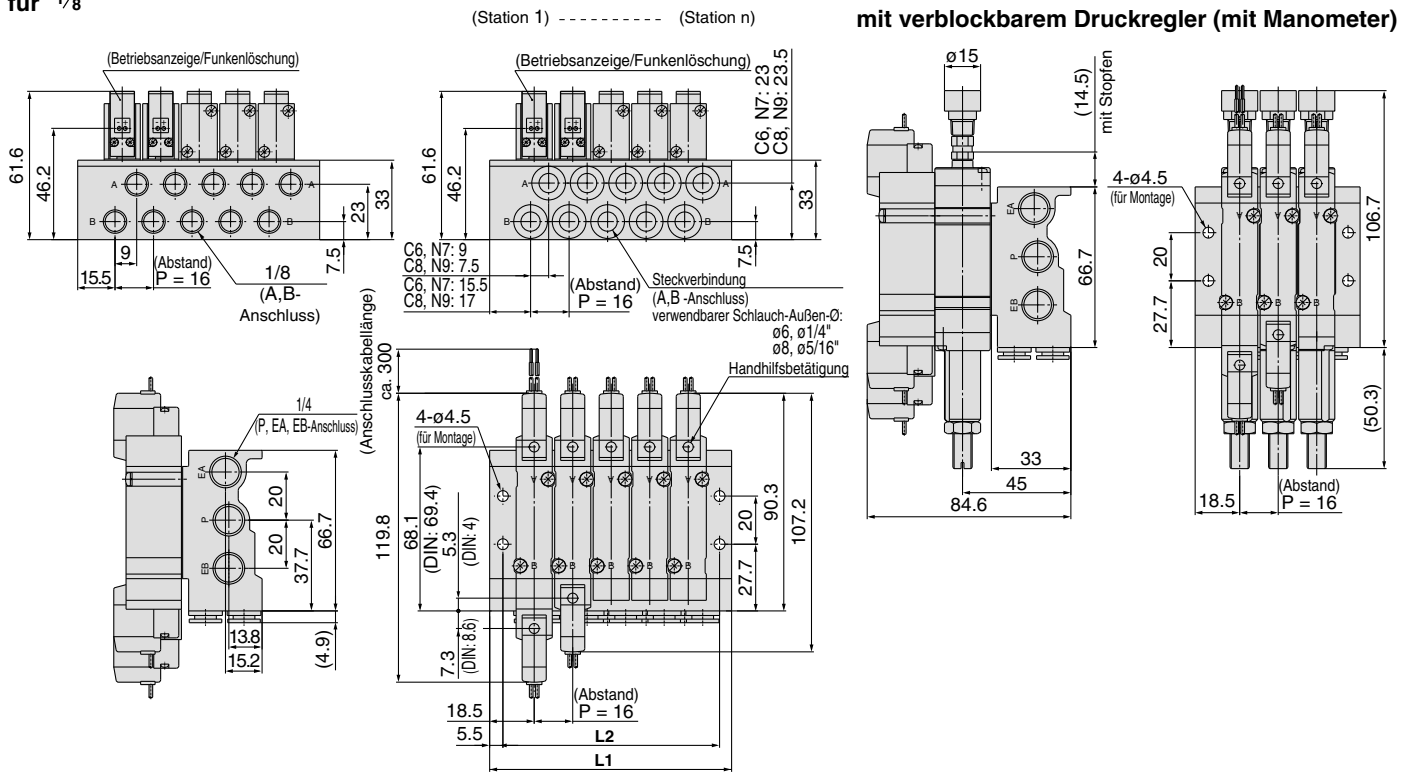 für 1/8
(Station 1) ---------- (Station n)
mit verblockbarem Druckregler (mit Manometer)
(Betriebsanzeige/Funkenlöschung)
61.6
46.2
A
A
B
B
33
23
7.5
9
15.5
(Abstand)
P = 16
1/8
(A,B-
Anschluss)
(Betriebsanzeige/Funkenlöschung)
C6, N7: 23
C8, N9: 23.5
61.6
46.2
A
A
B
B
33
7.5
C6, N7: 9
C8, N9: 7.5
C6, N7: 15.5
C8, N9: 17
(Abstand)
P = 16
Steckverbindung
(A,B -Anschluss)
verwendbarer Schlauch-Außen-Ø:
ø6, ø1/4"
ø8, ø5/16"
ø15
(14.5)
mit Stopfen
EA
P
EB
66.7
33
45
84.6
4-ø4.5
(für Montage)
20
27.7
A
A
A
B
B
B
106.7
(50.3)
18.5
(Abstand)
P = 16
1/4
(P, EA, EB-Anschluss)
EA
P
EB
20
20
37.7
66.7
13.8
15.2
(4.9)
(Anschlusskabellänge)
ca. 300
Handhilfsbetätigung
4-ø4.5
(für Montage)
119.8
68.1
(DIN: 69.4)
5.3
(DIN: 4)
7.3
(DIN: 8.6)
A
A
A
A
A
B
B
B
B
B
20
27.7
90.3
107.2
18.5
(Abstand)
P = 16
5.5
L2
L1